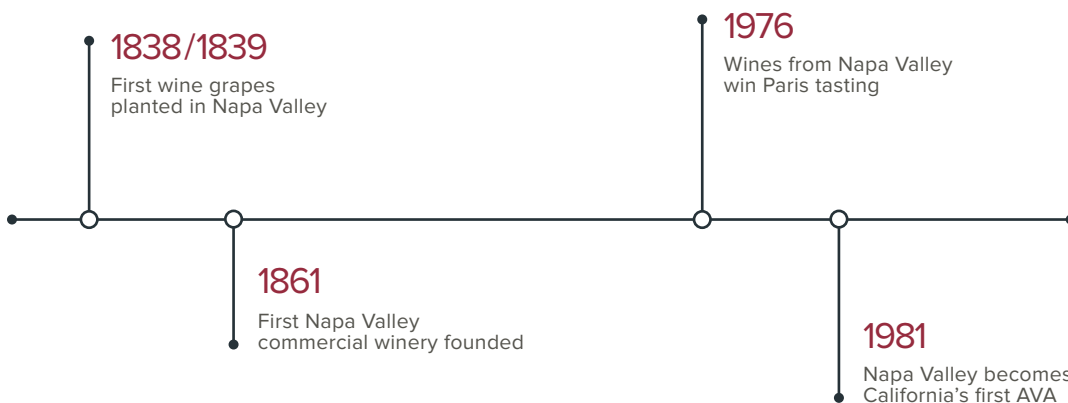 1838/1839
First wine grapes
planted in Napa Valley
1861
First Napa Valley
commercial winery founded
1976
Wines from Napa Valley
win Paris tasting
1981
Napa Valley becomes
California's first AVA